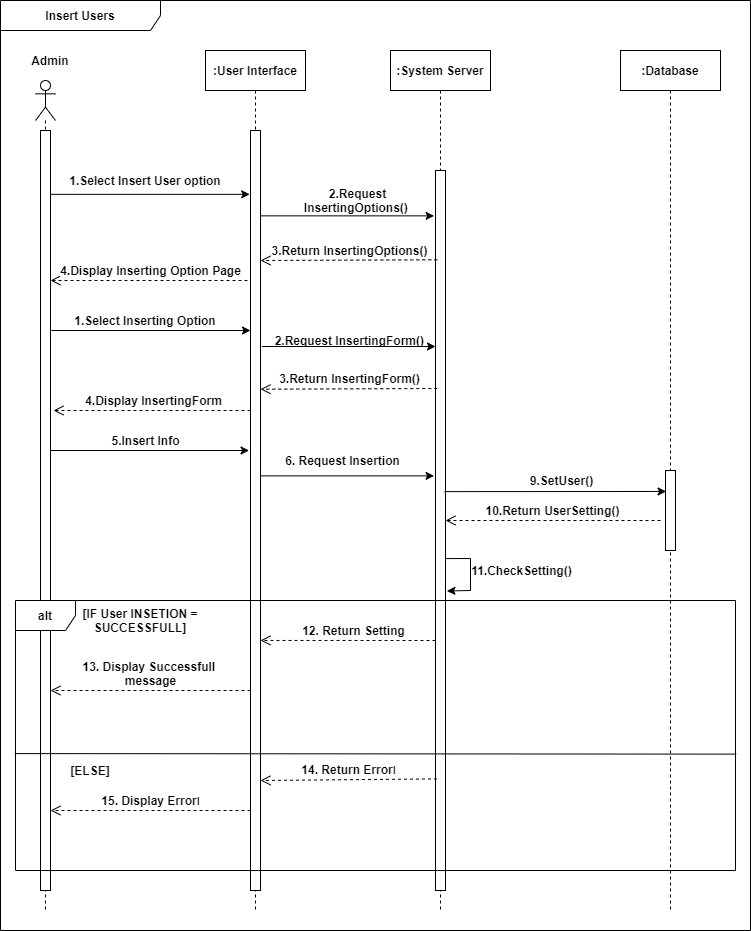 Insert Users
Admin
:User Interface
:System Server
:Database
1.Select Insert User option
2.Request
InsertingOptions()
3.Return InsertingOptions()
4.Display Inserting Option Page
1.Select Inserting Option
2.Request InsertingForm()
3.Return InsertingForm()
4.Display InsertingForm
5.Insert Info
6. Request Insertion
9.SetUser()
10.Return UserSetting()
11.CheckSetting()
alt
[IF User INSETION =
SUCCESSFULL]
12. Return Setting
13. Display Successfull
message
[ELSE]
14. Return Error|
15. Display Error|